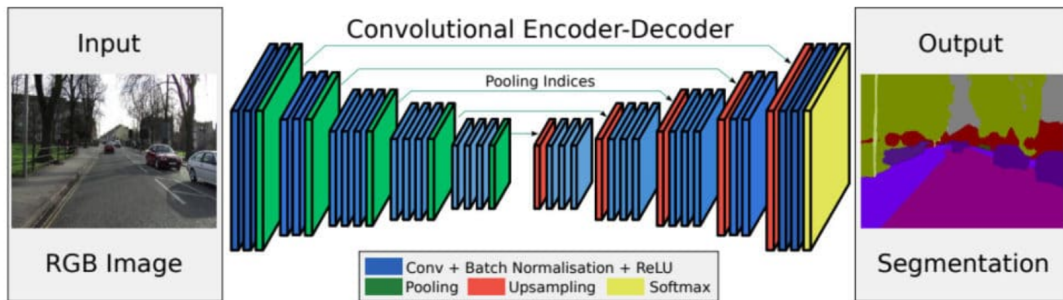 Input
RGB Image
Convolutional Encoder-Decoder
Pooling Indices
Conv + Batch Normalisation + ReLU
Pooling Upsampling Softmax
Output
Segmentation